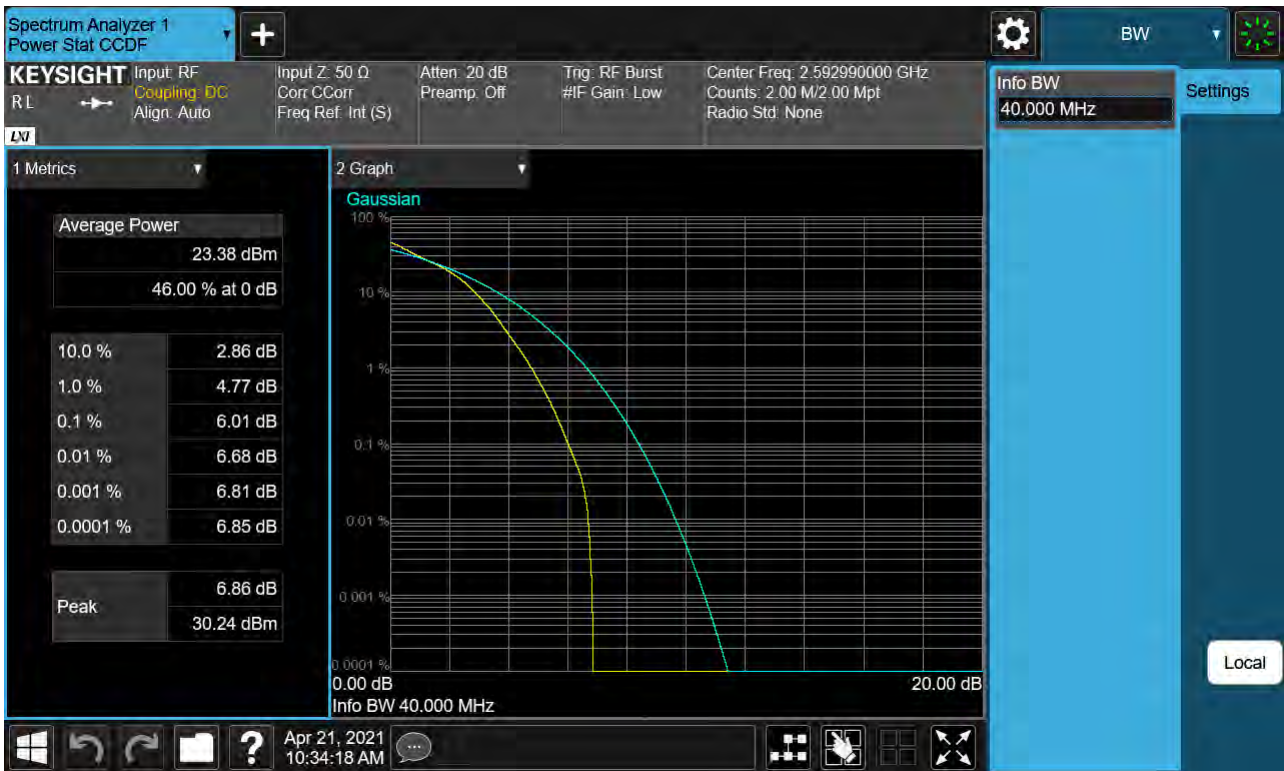 Spectrum Analyzer 1
Power Stat CCDF
BW
KEYSIGHT
R L
LXI
Input: RF
Coupling: DC
Align: Auto
Input Z: 50 Ω
Corr CCorr
Freq Ref: Int (S)
Atten: 20 dB
Preamp: Off
Trig: RF Burst
#IF Gain: Low
Center Freq: 2.592990000 GHz
Counts: 2.00 M/2.00 Mpt
Radio Std: None
Info BW
40.000 MHz
Settings
1 Metrics
Average Power
23.38 dBm
46.00 % at 0 dB
10.0 % 2.86 dB
1.0 % 4.77 dB
0.1 % 6.01 dB
0.01 % 6.68 dB
0.001 % 6.81 dB
0.0001 % 6.85 dB
Peak 6.86 dB
30.24 dBm
2 Graph
Gaussian
100 %
10 %
1 %
0.1 %
0.01 %
0.001 %
0.0001 %
0.00 dB 20.00 dB
Info BW 40.000 MHz
Local
? Apr 21, 2021
10:34:18 AM